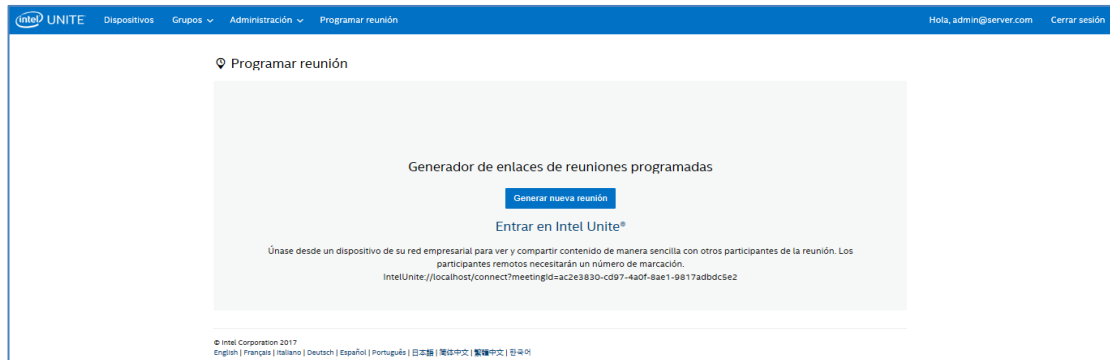 intel UNITE Dispositivos Grupos Administración Programar reunión Hola, admin@server.com Cerrar sesión
Programar reunión
Generador de enlaces de reuniones programadas
Generar nueva reunión
Entrar en Intel Unite®
Únase desde un dispositivo de su red empresarial para ver y compartir contenido de manera sencilla con otros participantes de la reunión. Los
participantes remotos necesitarán un número de marcación.
IntelUnite://localhost/connect?meetingId=ac2e3830-cd97-4a0f-8ae1-9817adbdc5e2
© Intel Corporation 2017
English | Français | Italiano | Deutsch | Español | Português | 日本語 | 简体中文 | 繁體中文 | 한국어